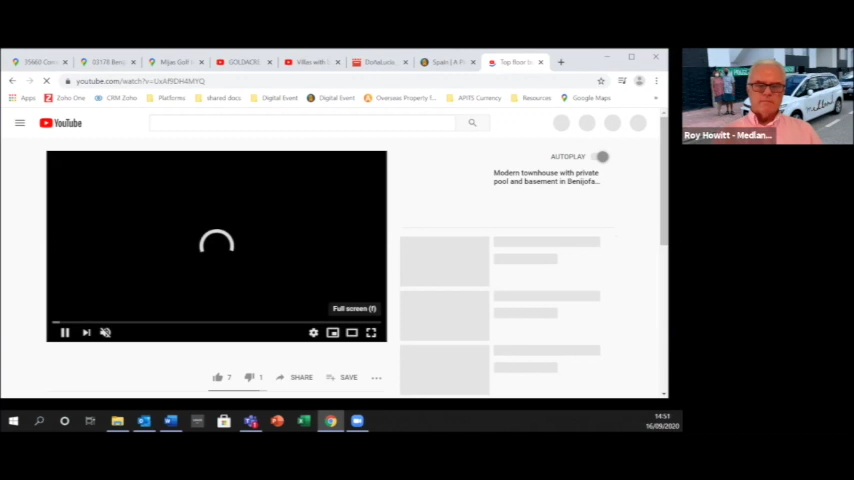 35660 Corr
03178 Benij
Mijas Golf
GOLDACRE
Villas with
DoñaLucia
Spain | A P
Top floor b
youtube.com/watch?v=UxAf9DH4MYQ
Apps
Zoho One
CRM Zoho
Platforms
shared docs
Digital Event
Digital Event
Overseas Property f...
APITS Currency
Resources
Google Maps
YouTube
AUTOPLAY
Modern townhouse with private
pool and basement in Benijofa...
Full screen (f)
7
1
SHARE
SAVE
medland
Roy Howitt - Medlan...
14:51
16/09/2020